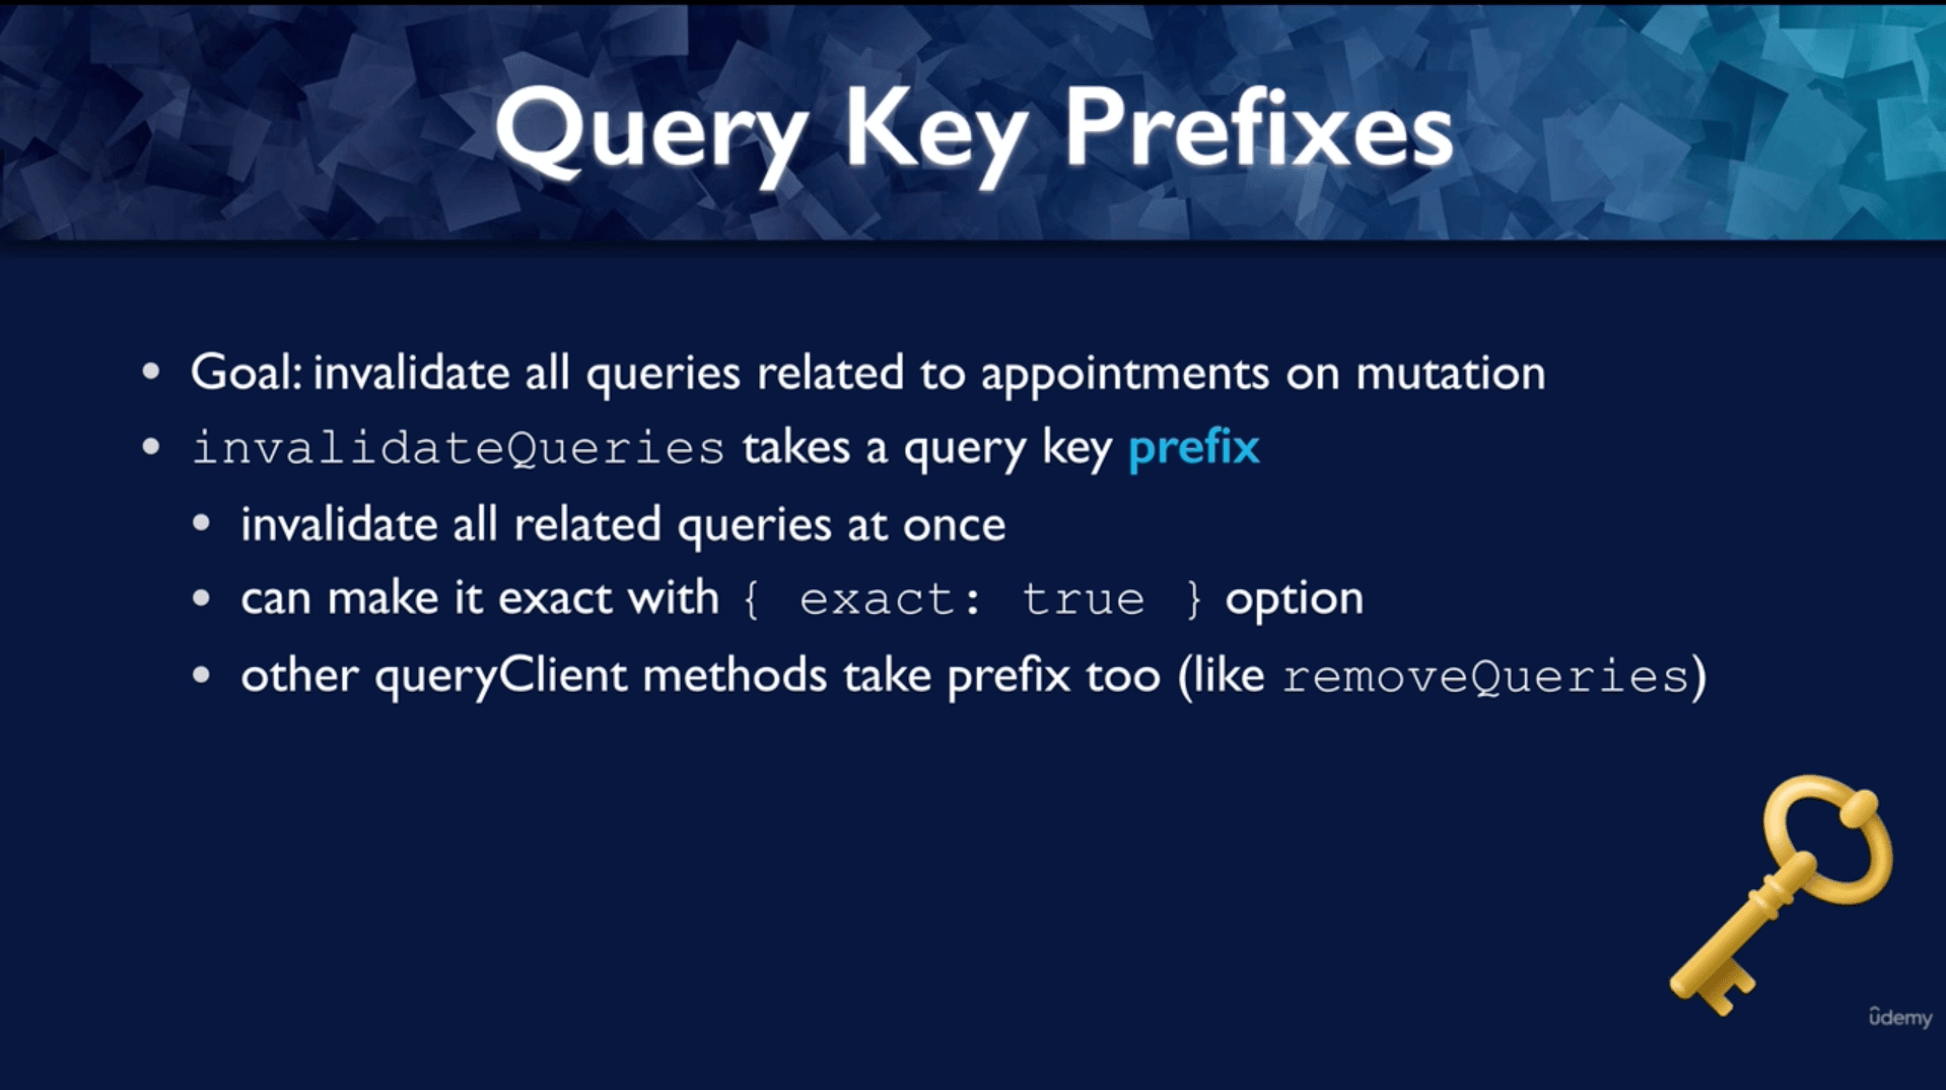 Query Key Prefixes
• Goal: invalidate all queries related to appointments on mutation
• invalidateQueries takes a query key prefix
• invalidate all related queries at once
• can make it exact with { exact: true } option
• other queryClient methods take prefix too (like removeQueries)
ûdemy